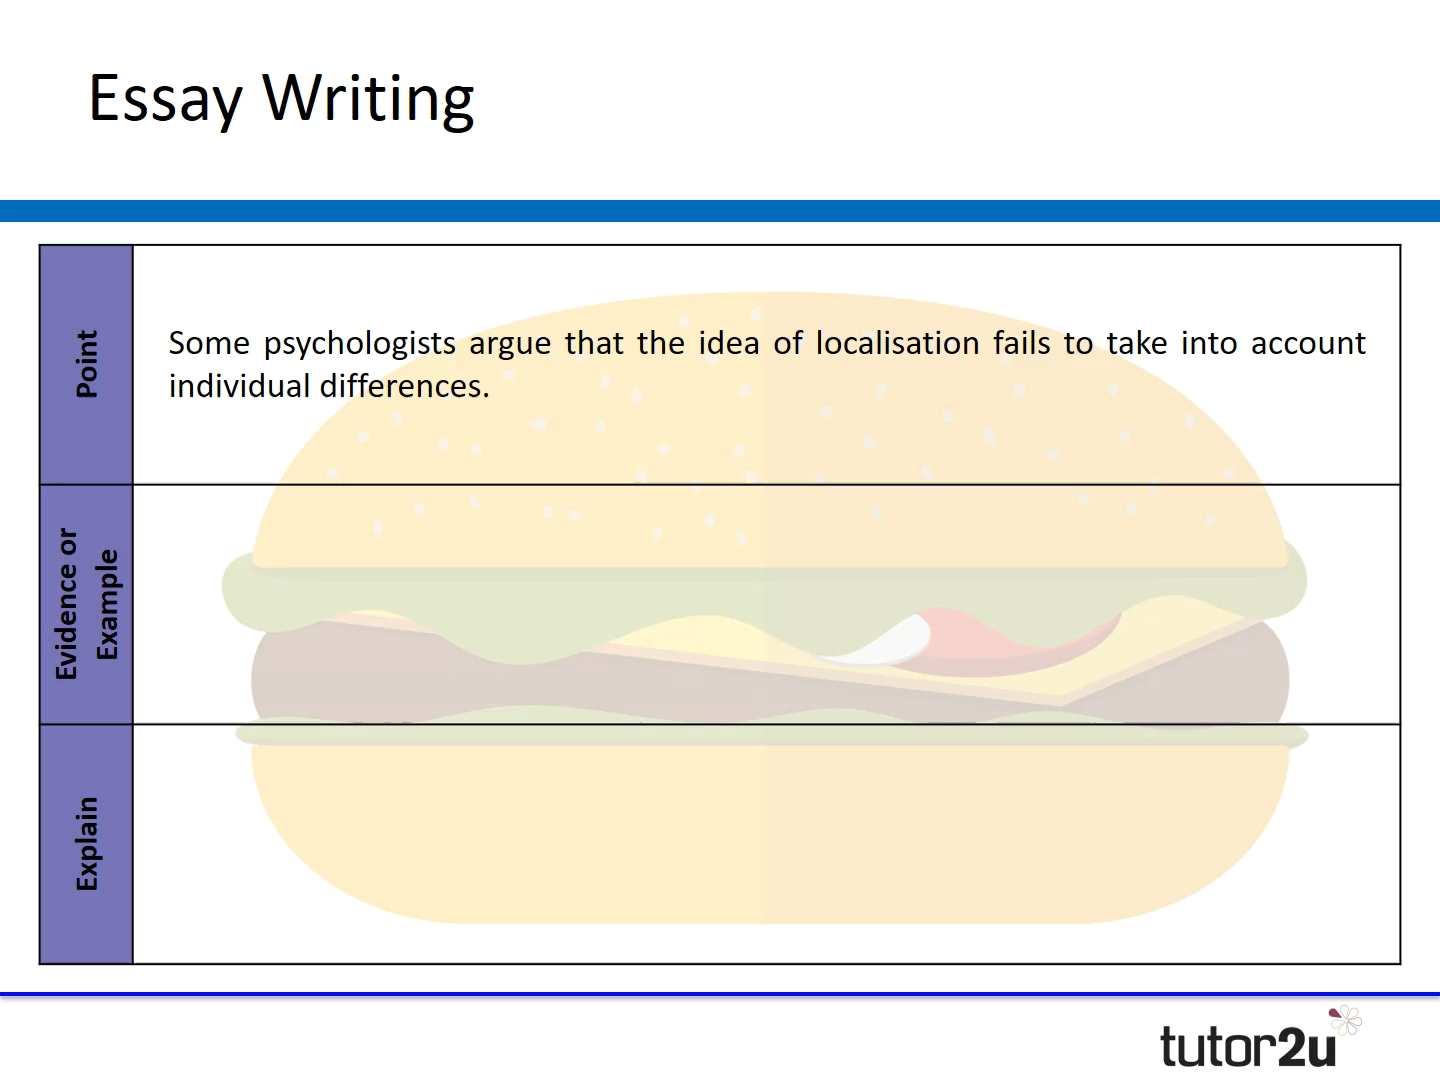 Essay Writing
Point
Some psychologists argue that the idea of localisation fails to take into account
individual differences.
Evidence or
Example
Explain
tutor2u